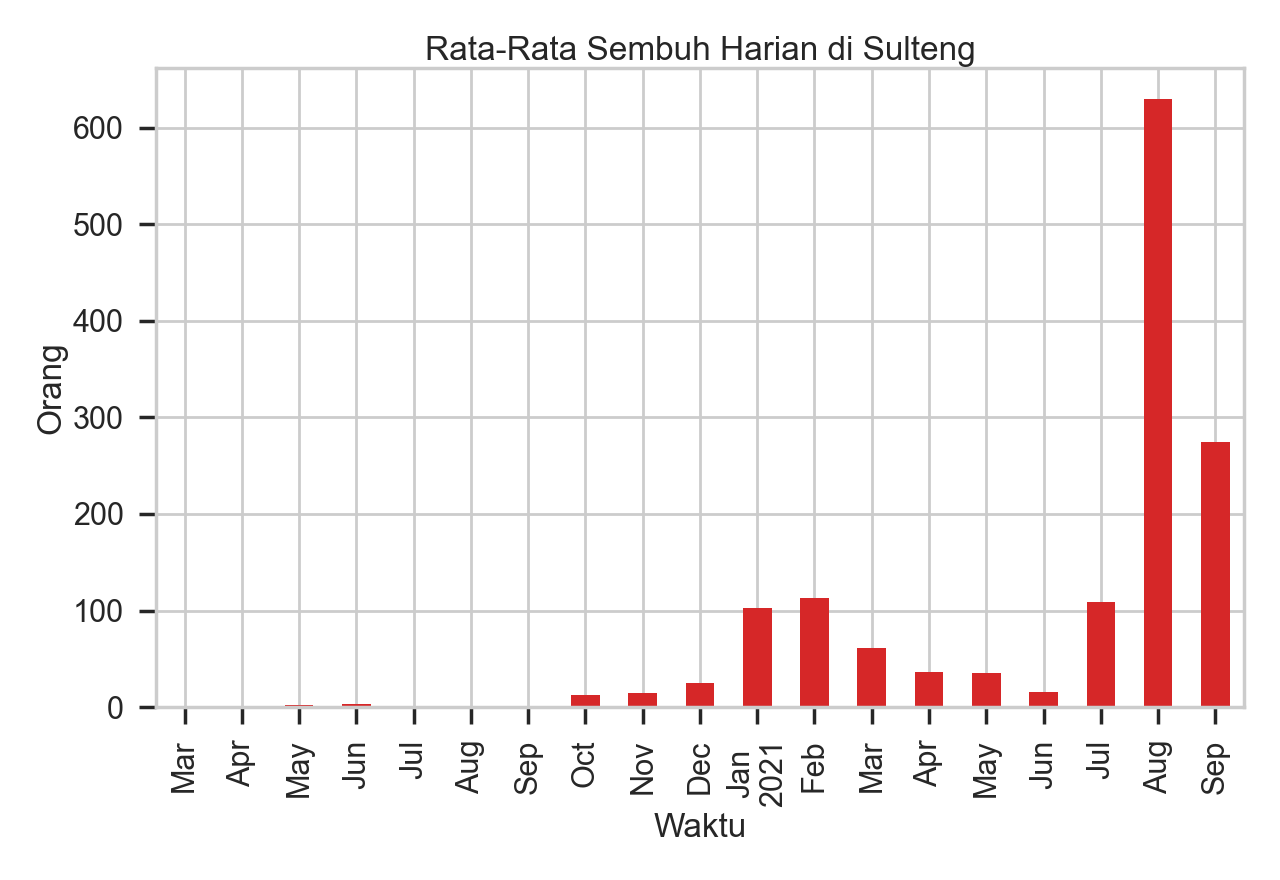 Rata-Rata Sembuh Harian di Sulteng
600
500
400
300
200
100
0
Orang
Mar
Apr
May
Jun
Jul
Aug
Sep
Oct
Nov
Dec
Jan
2021
Feb
Mar
Apr
May
Jun
Jul
Aug
Sep
Waktu